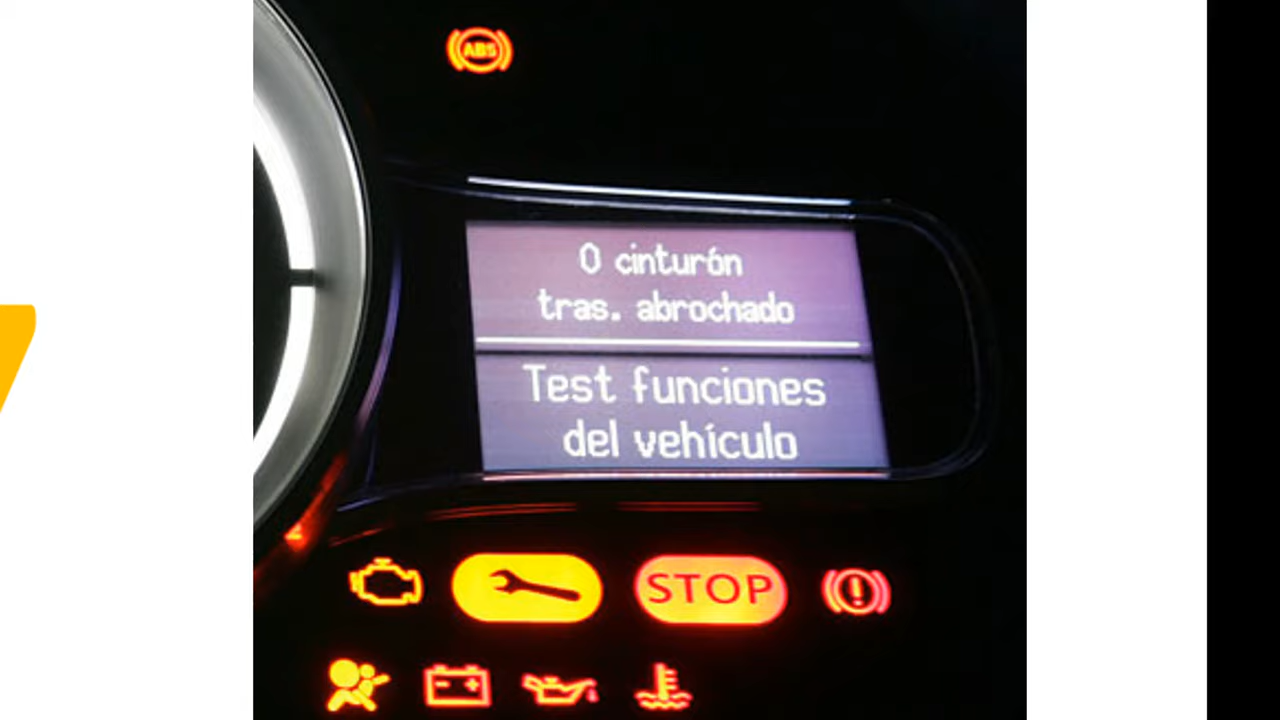 ABS
0 cinturón
tras. abrochado
Test funciones
del vehículo
STOP